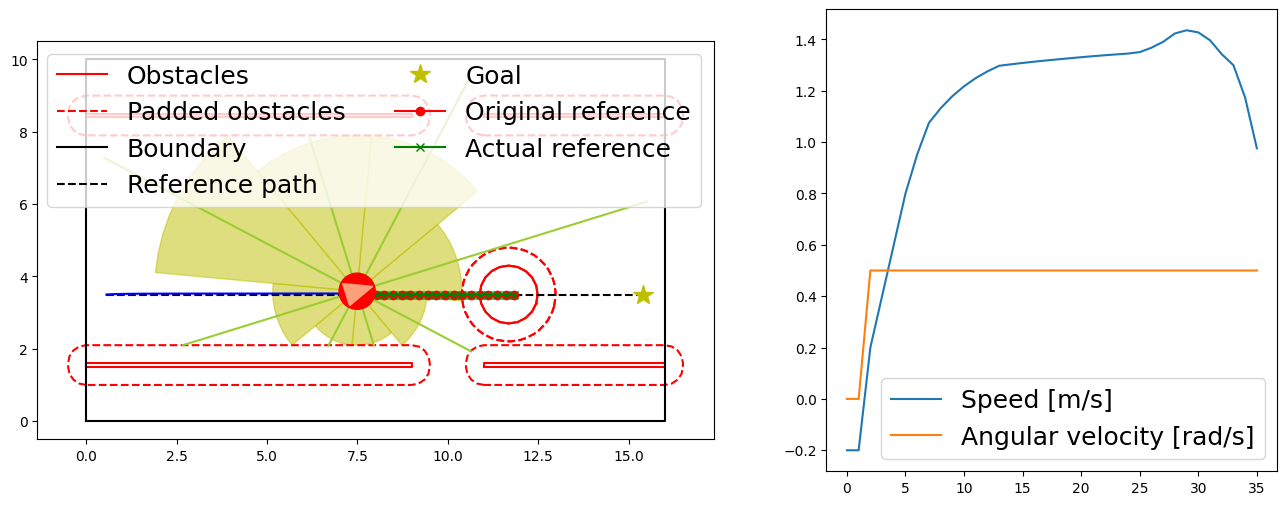 Obstacles
Padded obstacles
Boundary
Reference path
Goal
Original reference
Actual reference
10
8
6
4
2
0
0.0 2.5 5.0 7.5 10.0 12.5 15.0
1.4
1.2
1.0
0.8
0.6
0.4
0.2
0.0
−0.2
Speed [m/s]
Angular velocity [rad/s]
0 5 10 15 20 25 30 35